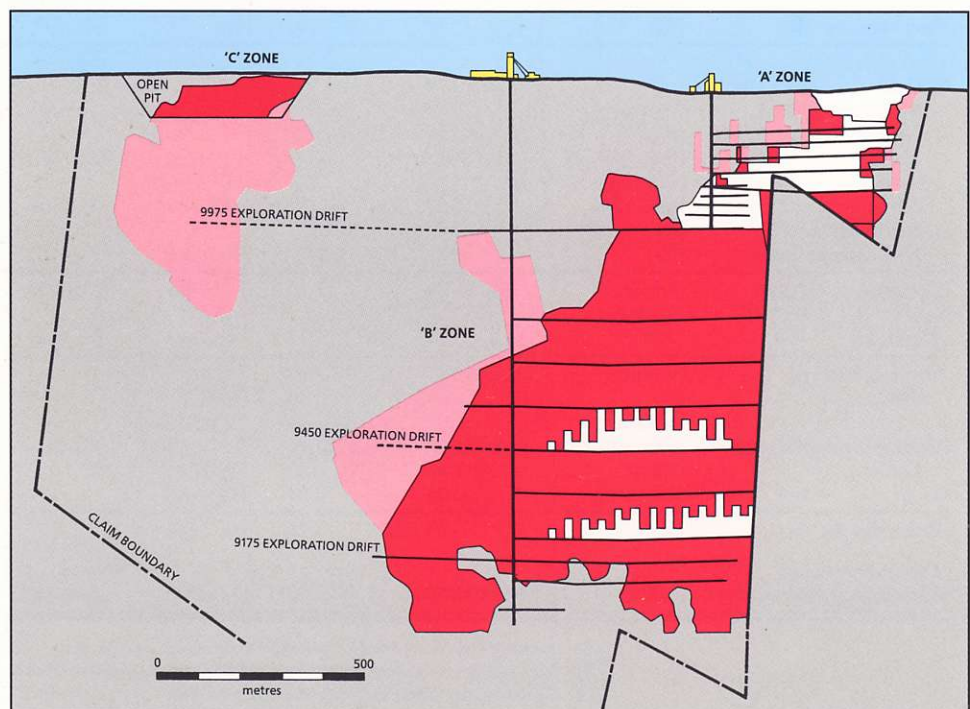 'C' ZONE
'A' ZONE
OPEN
PIT
9975 EXPLORATION DRIFT
'B' ZONE
9450 EXPLORATION DRIFT
9175 EXPLORATION DRIFT
CLAIM BOUNDARY
0 500
metres